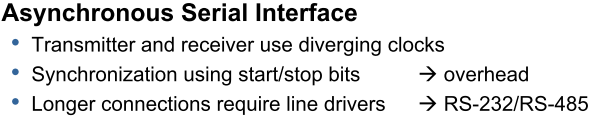 Asynchronous Serial Interface
• Transmitter and receiver use diverging clocks
• Synchronization using start/stop bits → overhead
• Longer connections require line drivers → RS-232/RS-485